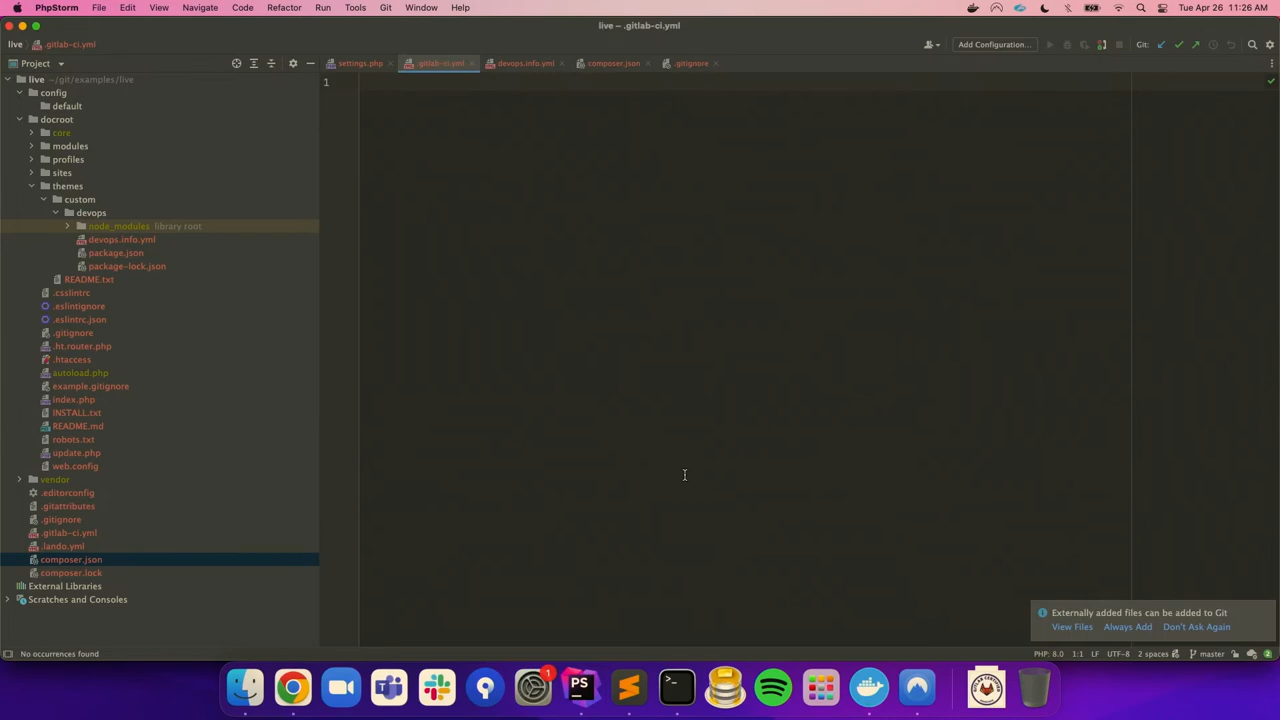 PhpStorm File Edit View Navigate Code Refactor Run Tools Git Window Help Tue Apr 26 11:26 AM
live – .gitlab-ci.yml
live .gitlab-ci.yml Add Configuration... Git:
Project settings.php .gitlab-ci.yml devops.info.yml composer.json .gitignore
live ~/git/examples/live
1
config
default
docroot
core
modules
profiles
sites
themes
custom
devops
node_modules library root
devops.info.yml
package.json
package-lock.json
README.txt
.csslintrc
.eslintignore
.eslintrc.json
.gitignore
.ht.router.php
.htaccess
autoload.php
example.gitignore
index.php
INSTALL.txt
README.md
robots.txt
update.php
web.config
vendor
.editorconfig
.gitattributes
.gitignore
.gitlab-ci.yml
.lando.yml
composer.json
composer.lock
External Libraries
Scratches and Consoles
Externally added files can be added to Git
View Files Always Add Don't Ask Again
No occurrences found PHP: 8.0 1:1 LF UTF-8 2 spaces master 2
1
PS
>_